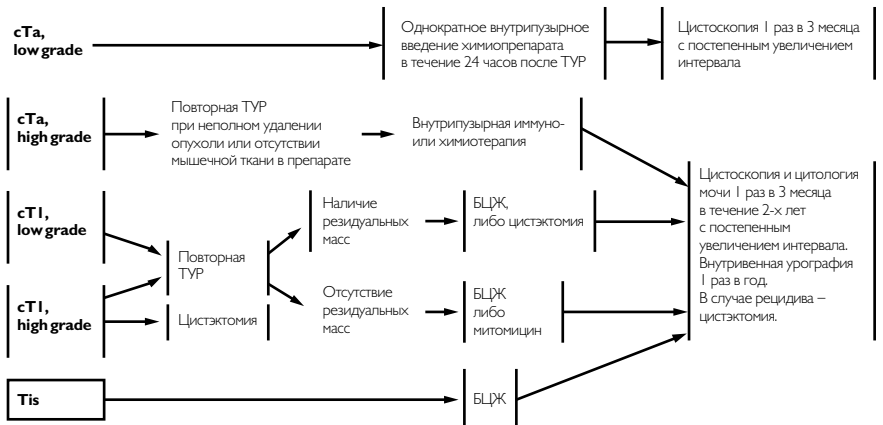 cTa,
low grade
Однократное внутрипузырное
введение химиопрепарата
в течение 24 часов после ТУР
Цистоскопия 1 раз в 3 месяца
с постепенным увеличением
интервала
cTa,
high grade
Повторная ТУР
при неполном удалении
опухоли или отсутствии
мышечной ткани в препарате
Внутрипузырная иммуно-
или химиотерапия
cT1,
low grade
cT1,
high grade
Повторная
ТУР
Цистэктомия
Наличие
резидуальных
масс
Отсутствие
резидуальных
масс
БЦЖ,
либо цистэктомия
БЦЖ
либо
митомицин
Цистоскопия и цитология
мочи 1 раз в 3 месяца
в течение 2-х лет
с постепенным
увеличением интервала.
Внутривенная урография
1 раз в год.
В случае рецидива –
цистэктомия.
Tis
БЦЖ